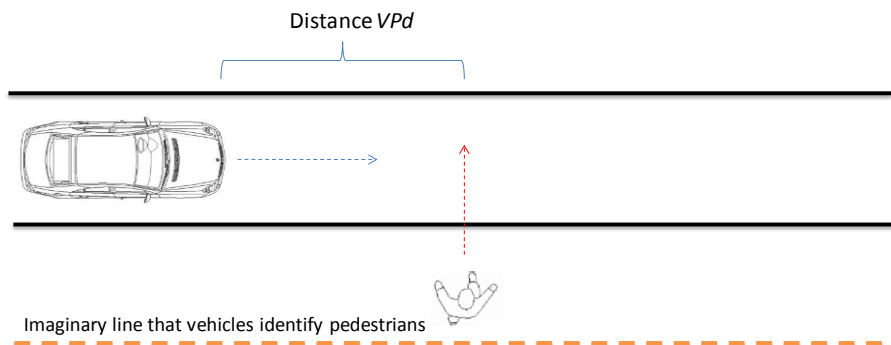 Distance VPd
Imaginary line that vehicles identify pedestrians